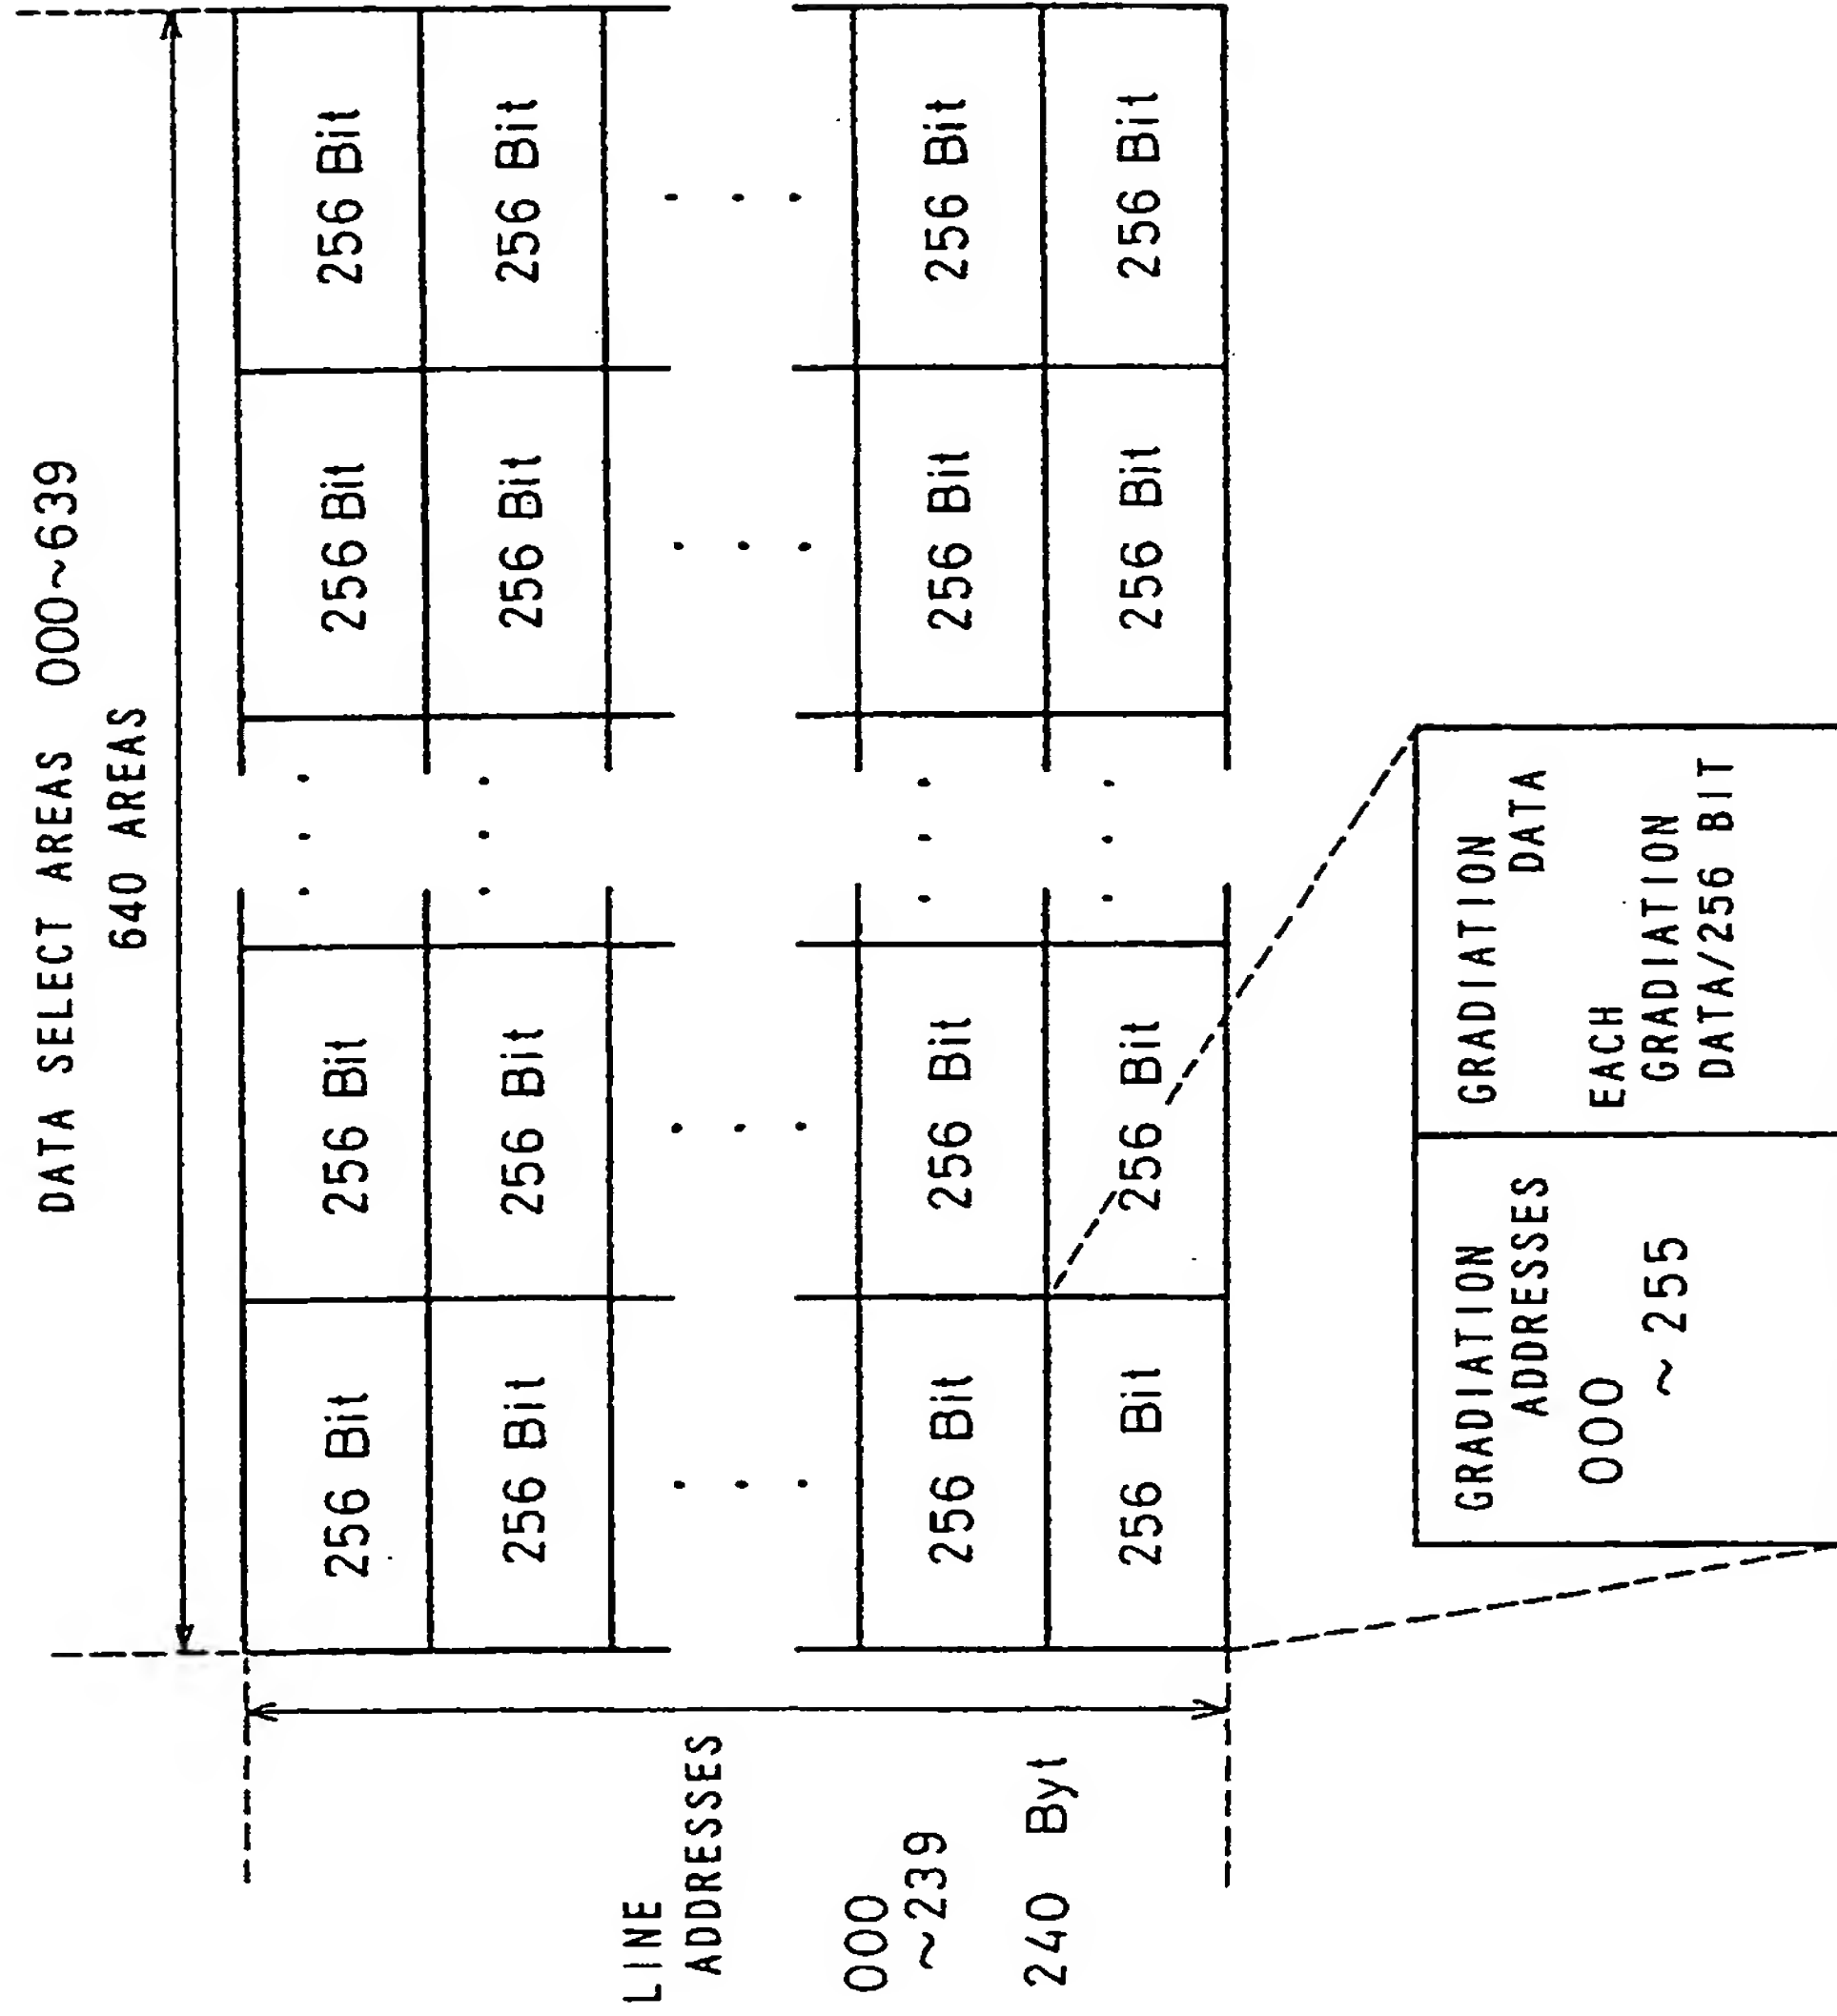 DATA SELECT AREAS 000~639
640 AREAS
256 Bit 256 Bit 256 Bit 256 Bit
256 Bit 256 Bit 256 Bit 256 Bit
256 Bit 256 Bit 256 Bit 256 Bit
256 Bit 256 Bit 256 Bit 256 Bit
LINE
ADDRESSES
000
~239
240 Byt
GRADIATION
ADDRESSES
000
~255
GRADIATION
DATA
EACH
GRADIATION
DATA/256 BIT